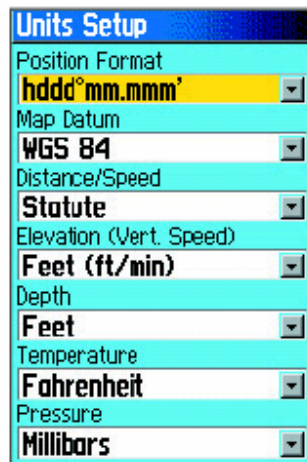 Units Setup
Position Format
hddd°mm.mmm'
Map Datum
WGS 84
Distance/Speed
Statute
Elevation (Vert. Speed)
Feet (ft/min)
Depth
Feet
Temperature
Fahrenheit
Pressure
Millibars